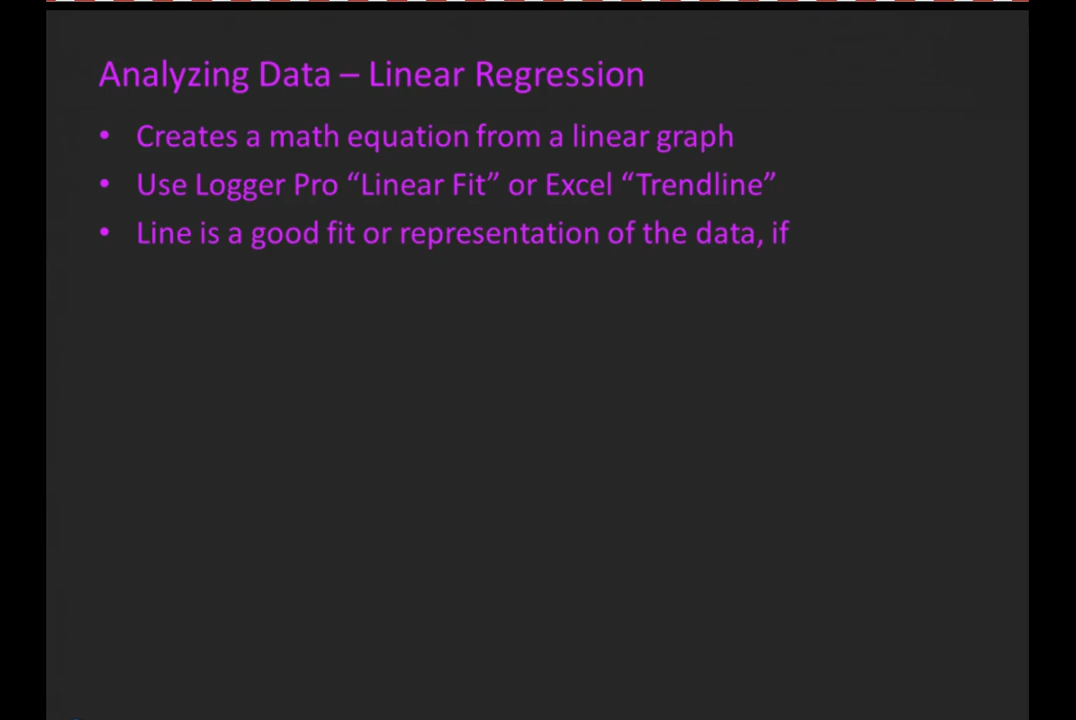 Analyzing Data – Linear Regression
• Creates a math equation from a linear graph
• Use Logger Pro “Linear Fit” or Excel “Trendline”
• Line is a good fit or representation of the data, if